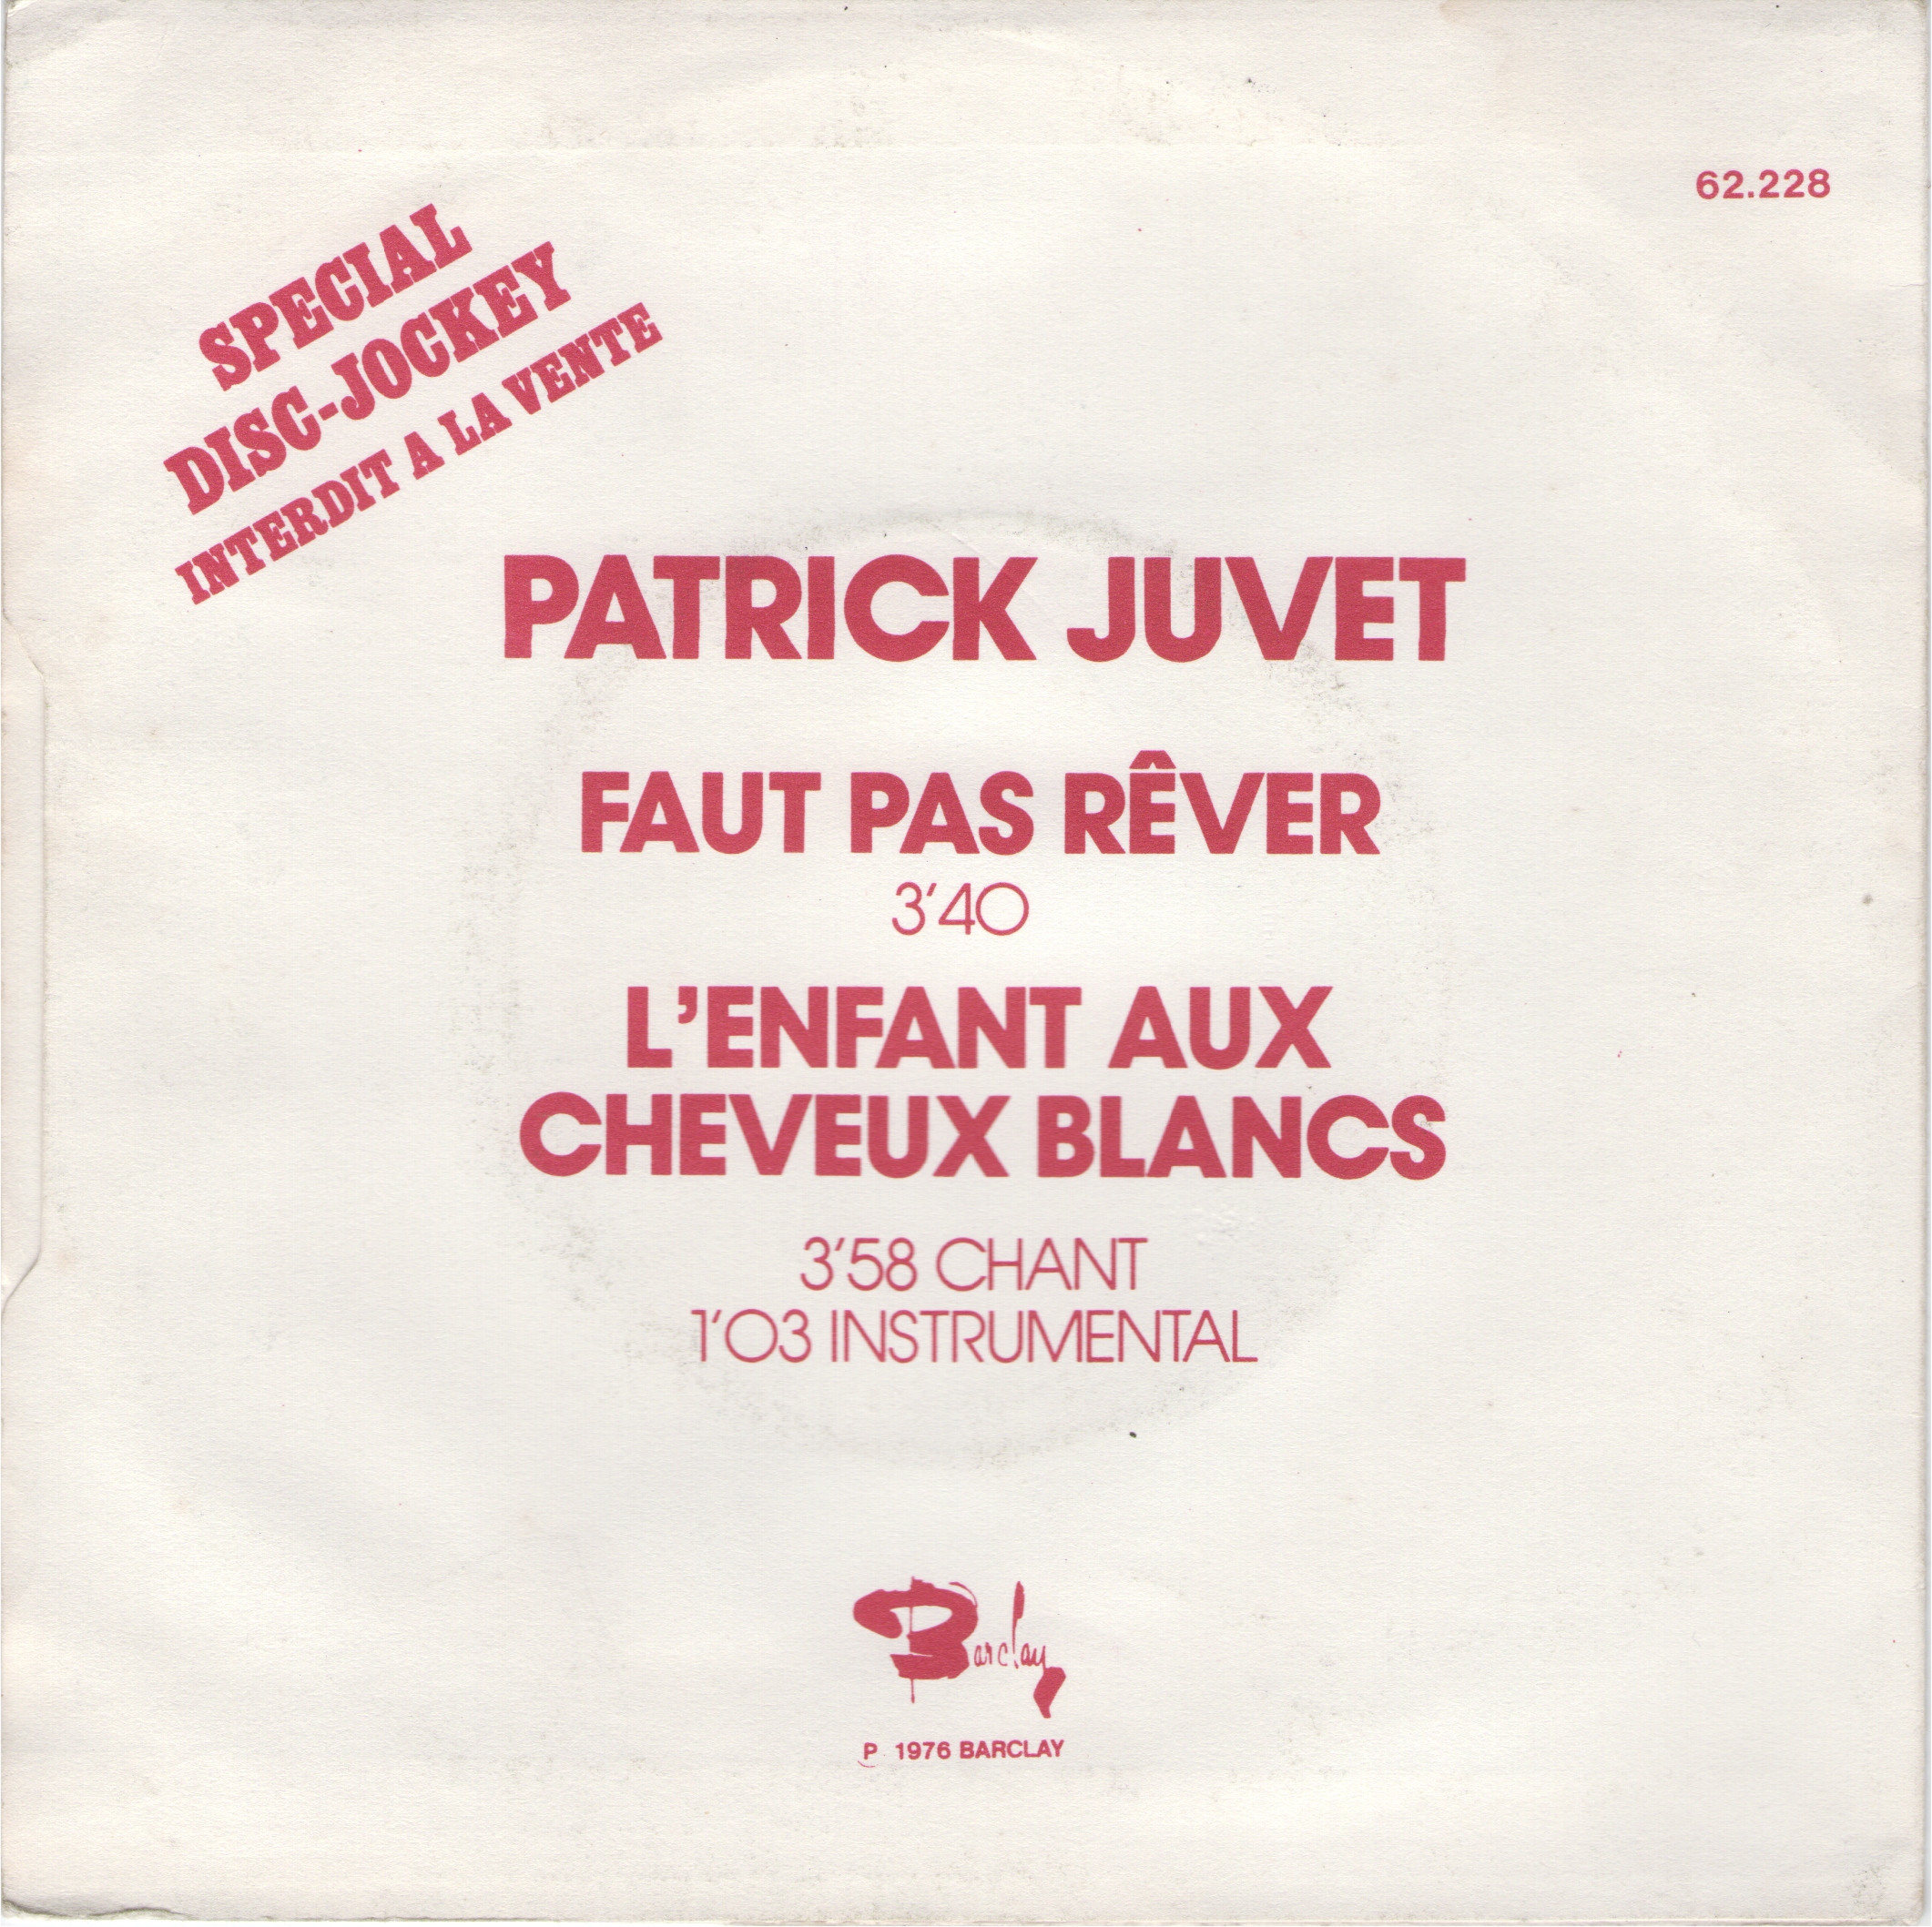 62.228
SPECIAL
DISC-JOCKEY
INTERDIT A LA VENTE
PATRICK JUVET
FAUT PAS RÊVER
3'40
L'ENFANT AUX
CHEVEUX BLANCS
3'58 CHANT
1'03 INSTRUMENTAL
Barclay
P 1976 BARCLAY